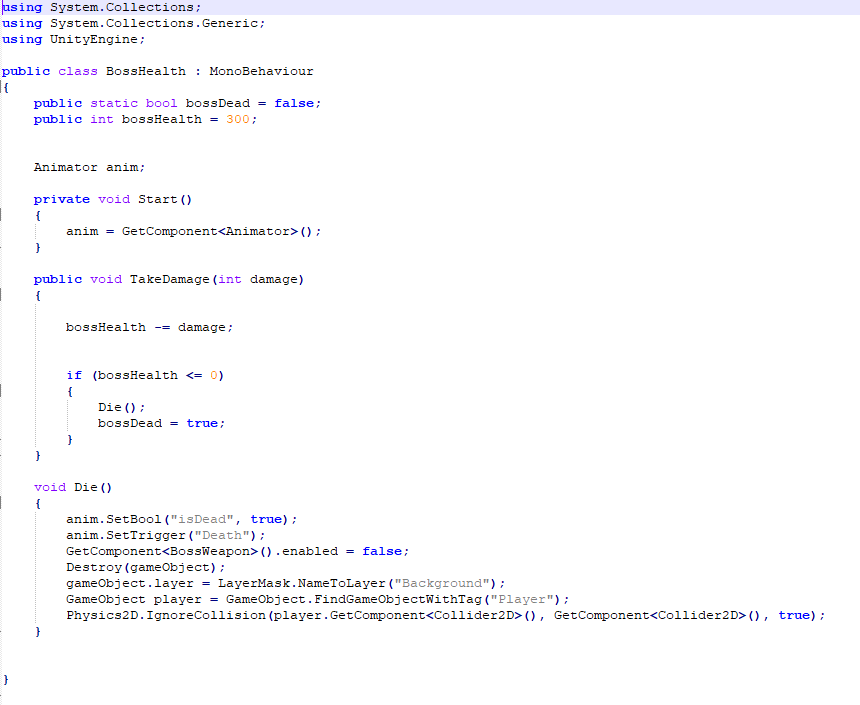 using System.Collections;
using System.Collections.Generic;
using UnityEngine;

public class BossHealth : MonoBehaviour
{
    public static bool bossDead = false;
    public int bossHealth = 300;


    Animator anim;

    private void Start()
    {
        anim = GetComponent<Animator>();
    }

    public void TakeDamage(int damage)
    {

        bossHealth -= damage;


        if (bossHealth <= 0)
        {
            Die();
            bossDead = true;
        }
    }

    void Die()
    {
        anim.SetBool("isDead", true);
        anim.SetTrigger("Death");
        GetComponent<BossWeapon>().enabled = false;
        Destroy(gameObject);
        gameObject.layer = LayerMask.NameToLayer("Background");
        GameObject player = GameObject.FindGameObjectWithTag("Player");
        Physics2D.IgnoreCollision(player.GetComponent<Collider2D>(), GetComponent<Collider2D>(), true);
    }


}